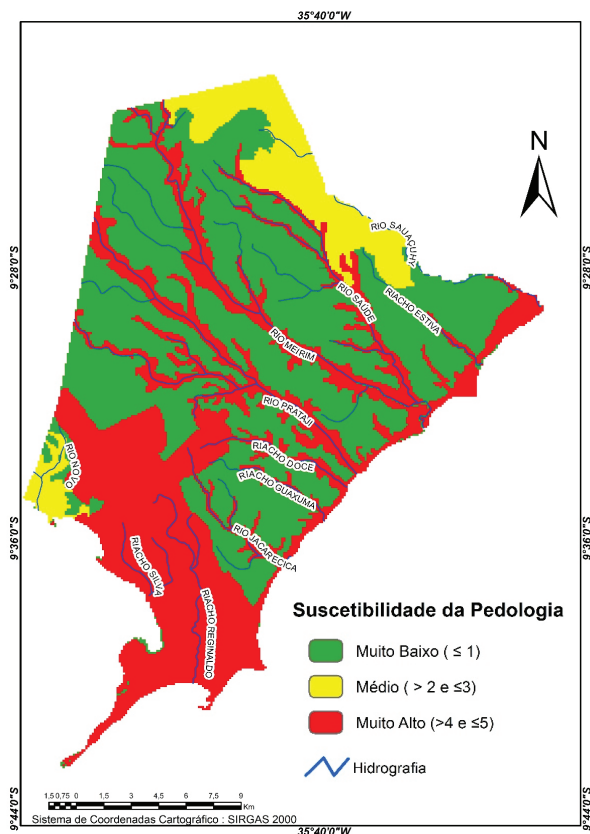 35°40'0"W
N
9°28'0"S
9°28'0"S
RIO SAUAÇUHY
RIO SAÚDE
RIACHO ESTIVA
RIO MEIRIM
RIO PRATAJI
RIACHO DOCE
RIO NOVO
RIACHO GUAXUMA
9°36'0"S
9°36'0"S
RIO JACARECICA
RIACHO SILVA
RIACHO REGINALDO
Suscetibilidade da Pedologia
Muito Baixo ( ≤ 1)
Médio ( > 2 e ≤3)
Muito Alto (>4 e ≤5)
Hidrografia
1,5 0,75 0 1,5 3 4,5 6 7,5 9
Km
Sistema de Coordenadas Cartográfico : SIRGAS 2000
9°44'0"S
9°44'0"S
35°40'0"W